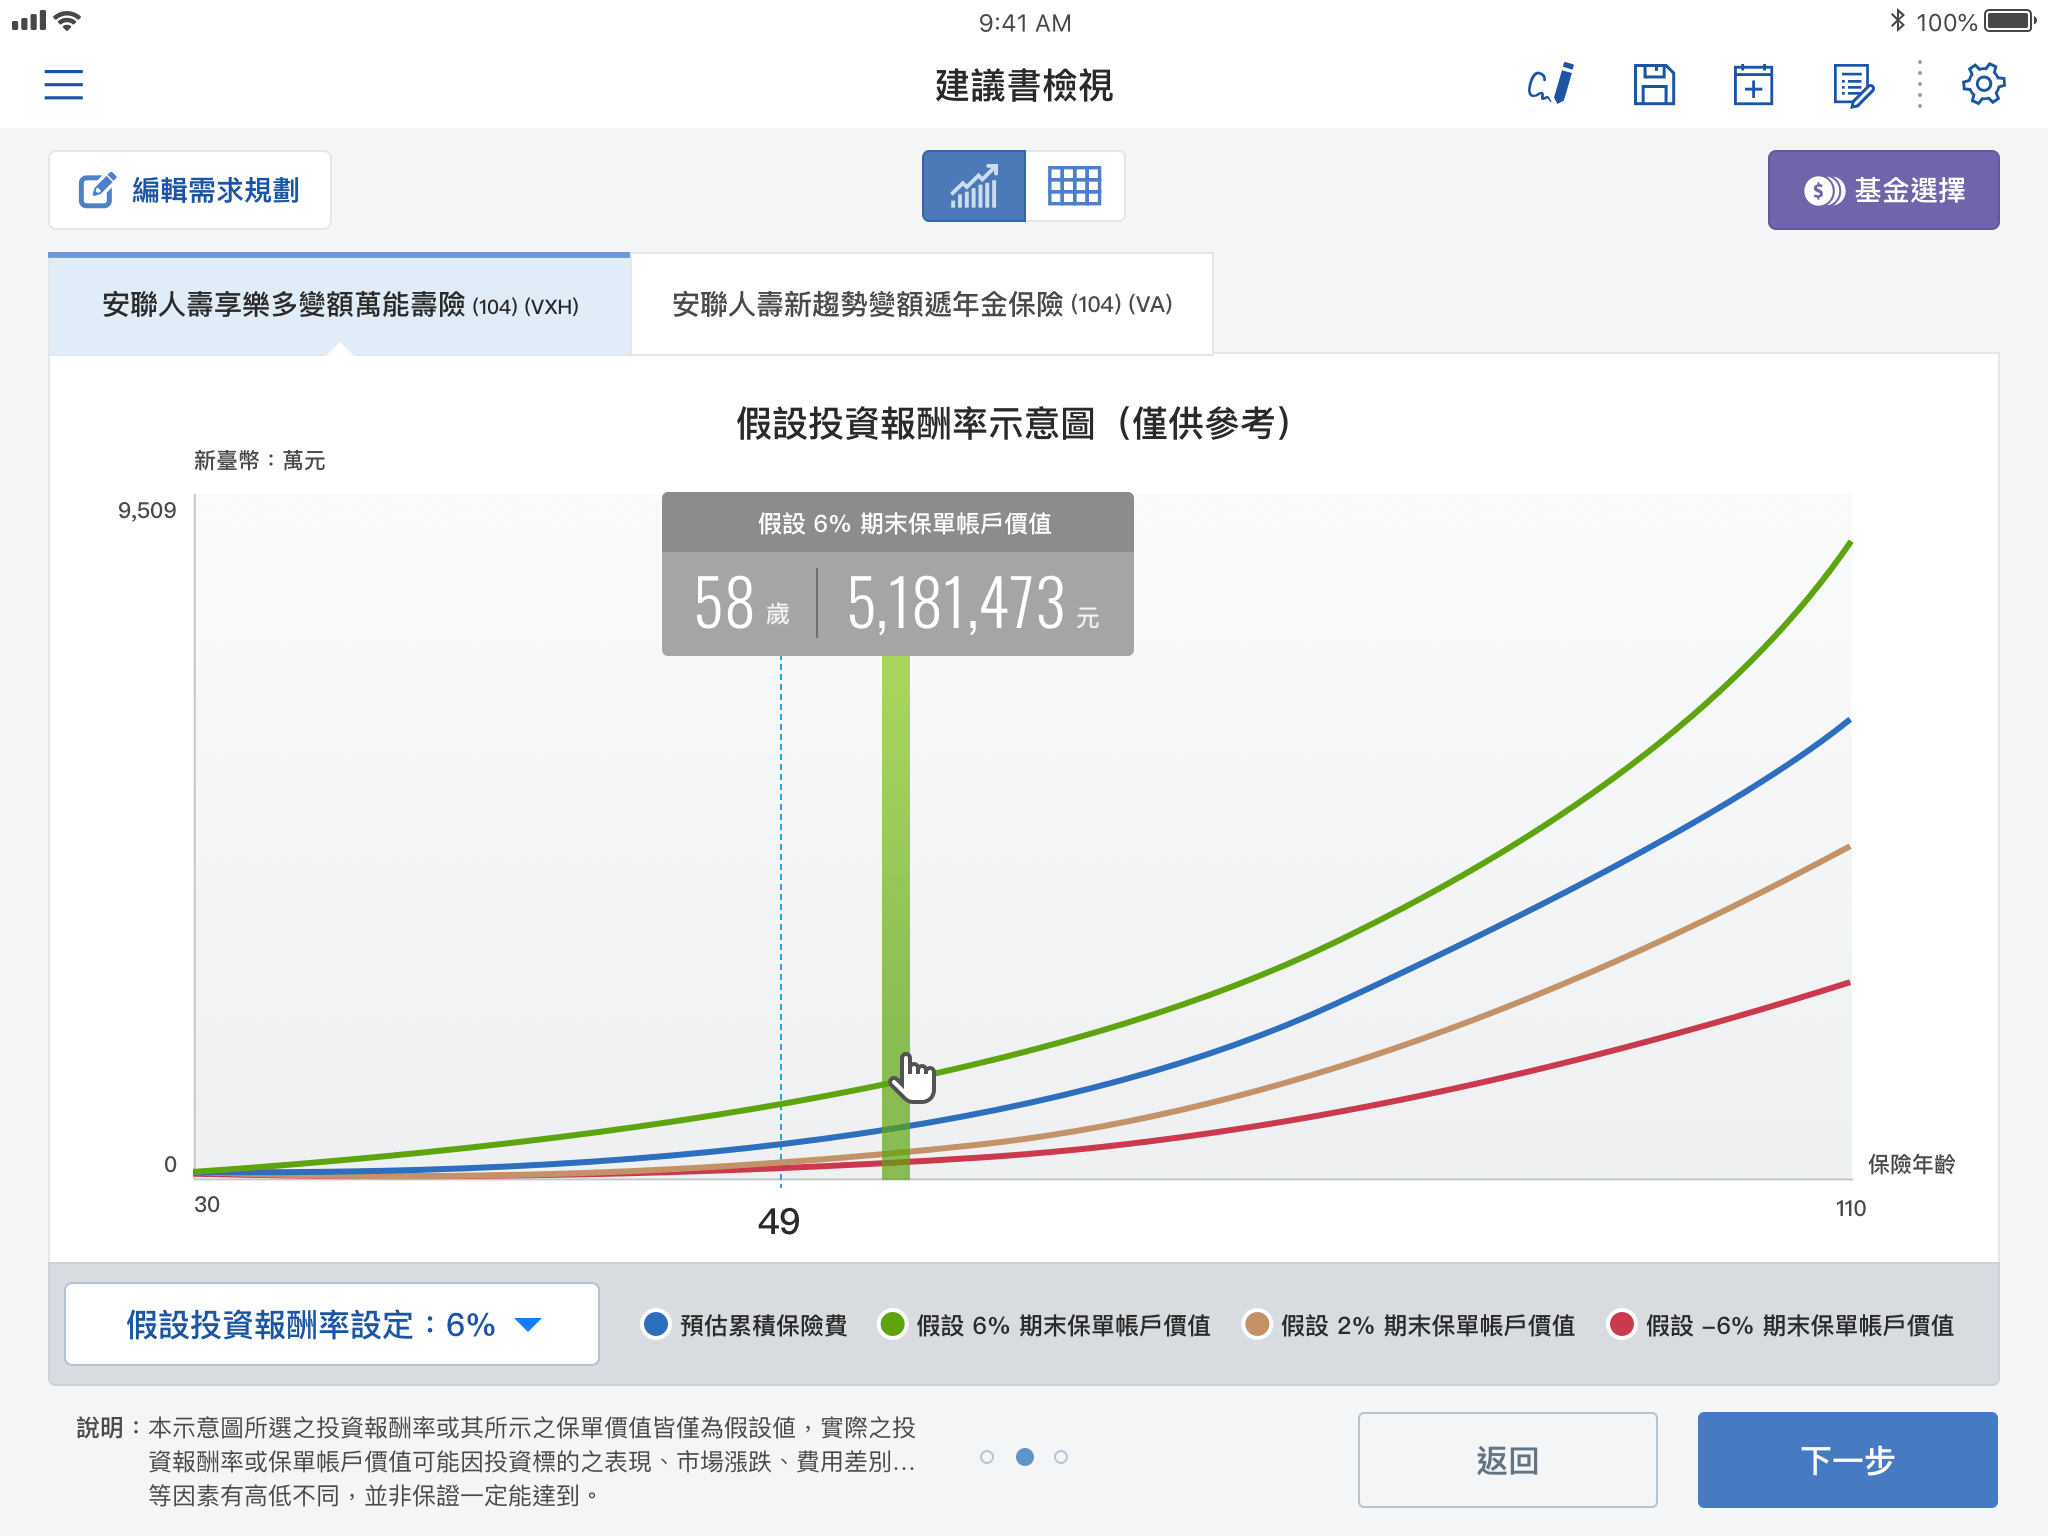 9:41 AM
100%
建議書檢視
編輯需求規劃
$
基金選擇
安聯人壽享樂多變額萬能壽險 (104) (VXH)
安聯人壽新趨勢變額遞年金保險 (104) (VA)
假設投資報酬率示意圖（僅供參考）
新臺幣：萬元
9,509
假設 6% 期末保單帳戶價值
58 歲
5,181,473 元
0
保險年齡
30
49
110
假設投資報酬率設定：6%
預估累積保險費
假設 6% 期末保單帳戶價值
假設 2% 期末保單帳戶價值
假設 –6% 期末保單帳戶價值
說明：本示意圖所選之投資報酬率或其所示之保單價值皆僅為假設值，實際之投
資報酬率或保單帳戶價值可能因投資標的之表現、市場漲跌、費用差別…
等因素有高低不同，並非保證一定能達到。
返回
下一步